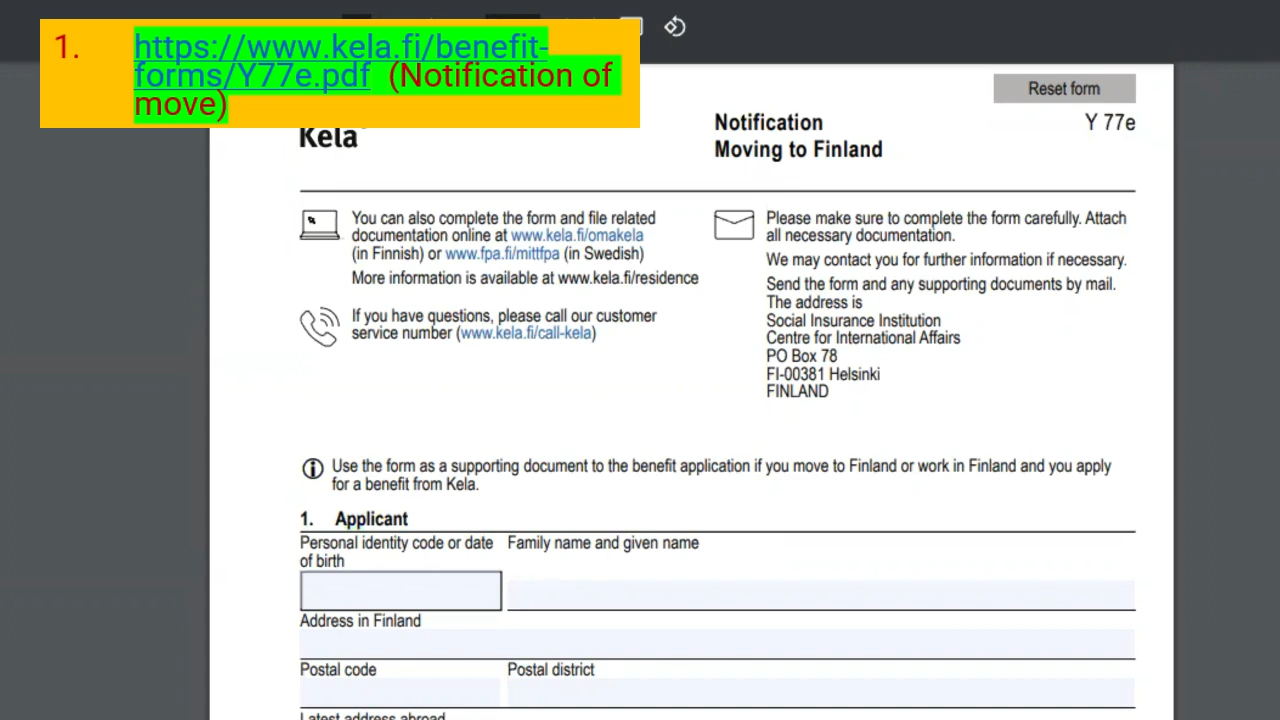 1. https://www.kela.fi/benefit-
forms/Y77e.pdf (Notification of
move)
Reset form
Kela
Notification
Y 77e
Moving to Finland
You can also complete the form and file related
documentation online at www.kela.fi/omakela
(in Finnish) or www.fpa.fi/mittfpa (in Swedish)
More information is available at www.kela.fi/residence
If you have questions, please call our customer
service number (www.kela.fi/call-kela)
Please make sure to complete the form carefully. Attach
all necessary documentation.
We may contact you for further information if necessary.
Send the form and any supporting documents by mail.
The address is
Social Insurance Institution
Centre for International Affairs
PO Box 78
FI-00381 Helsinki
FINLAND
Use the form as a supporting document to the benefit application if you move to Finland or work in Finland and you apply
for a benefit from Kela.
1. Applicant
Personal identity code or date
of birth
Family name and given name
Address in Finland
Postal code
Postal district
Latest address abroad